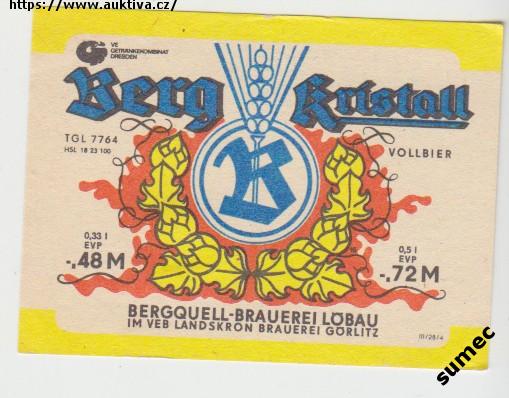 https://www.auktiva.cz/
VE
GETRÄNKEKOMBINAT
DRESDEN
Berg Kristall
TGL 7764
HSL 18 23 100
VOLLBIER
K
0,33 l
EVP
-.48 M
0,5 l
EVP
-.72 M
BERGQUELL-BRAUEREI LÖBAU
IM VEB LANDSKRON BRAUEREI GÖRLITZ
III/28/4
sumec